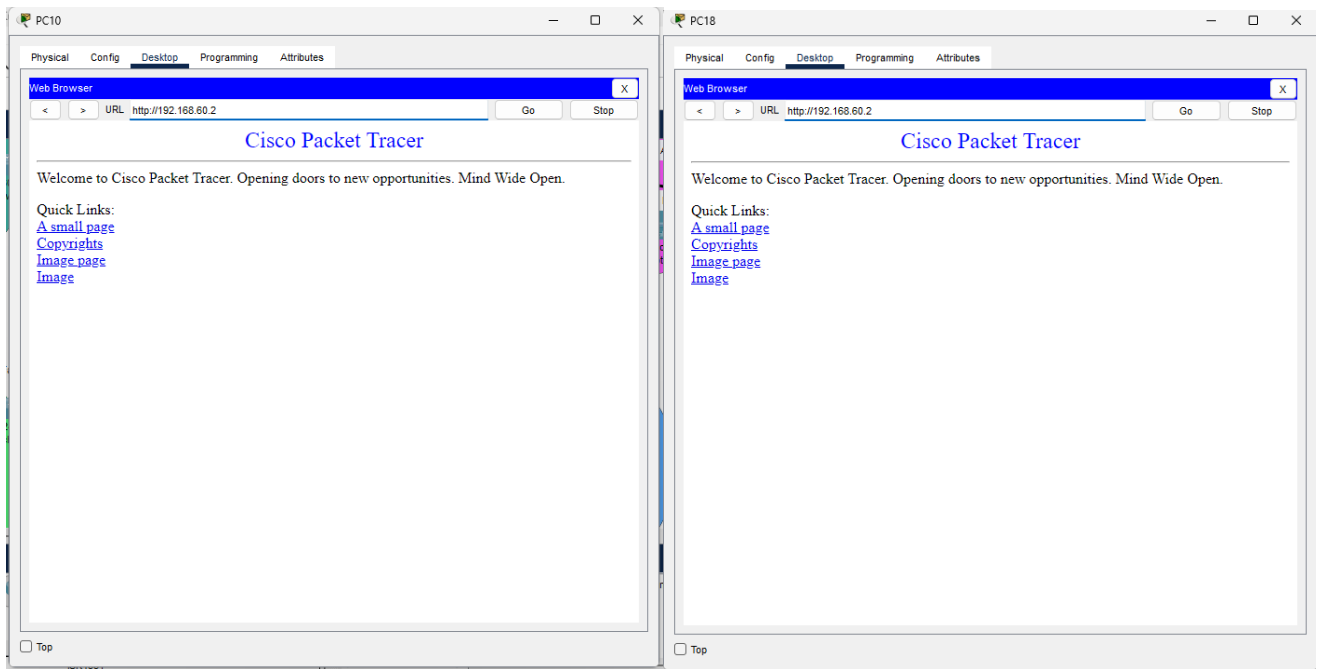 PC10
Physical Config Desktop Programming Attributes
Web Browser X
< > URL http://192.168.60.2 Go Stop
Cisco Packet Tracer
Welcome to Cisco Packet Tracer. Opening doors to new opportunities. Mind Wide Open.
Quick Links:
A small page
Copyrights
Image page
Image
Top
PC18
Physical Config Desktop Programming Attributes
Web Browser X
< > URL http://192.168.60.2 Go Stop
Cisco Packet Tracer
Welcome to Cisco Packet Tracer. Opening doors to new opportunities. Mind Wide Open.
Quick Links:
A small page
Copyrights
Image page
Image
Top